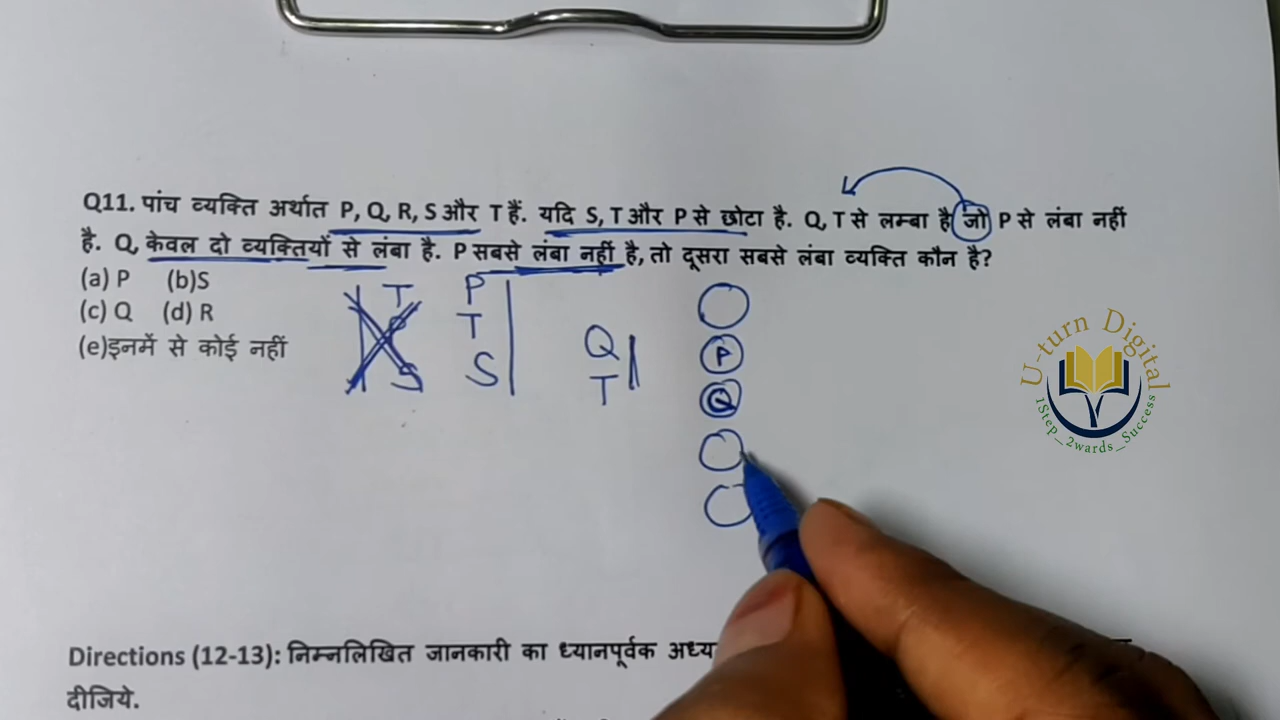 Q11. पांच व्यक्ति अर्थात P, Q, R, S और T हैं. यदि S, T और P से छोटा है. Q, T से लम्बा है जो P से लंबा नहीं
है. Q, केवल दो व्यक्तियों से लंबा है. P सबसे लंबा नहीं है, तो दूसरा सबसे लंबा व्यक्ति कौन है?
(a) P (b)S
(c) Q (d) R
(e)इनमें से कोई नहीं
T
P
S
P
T
S
Q
T
P
Q
U-turn Digital
1Step_2wards_Success
Directions (12-13): निम्नलिखित जानकारी का ध्यानपूर्वक
दीजिये.